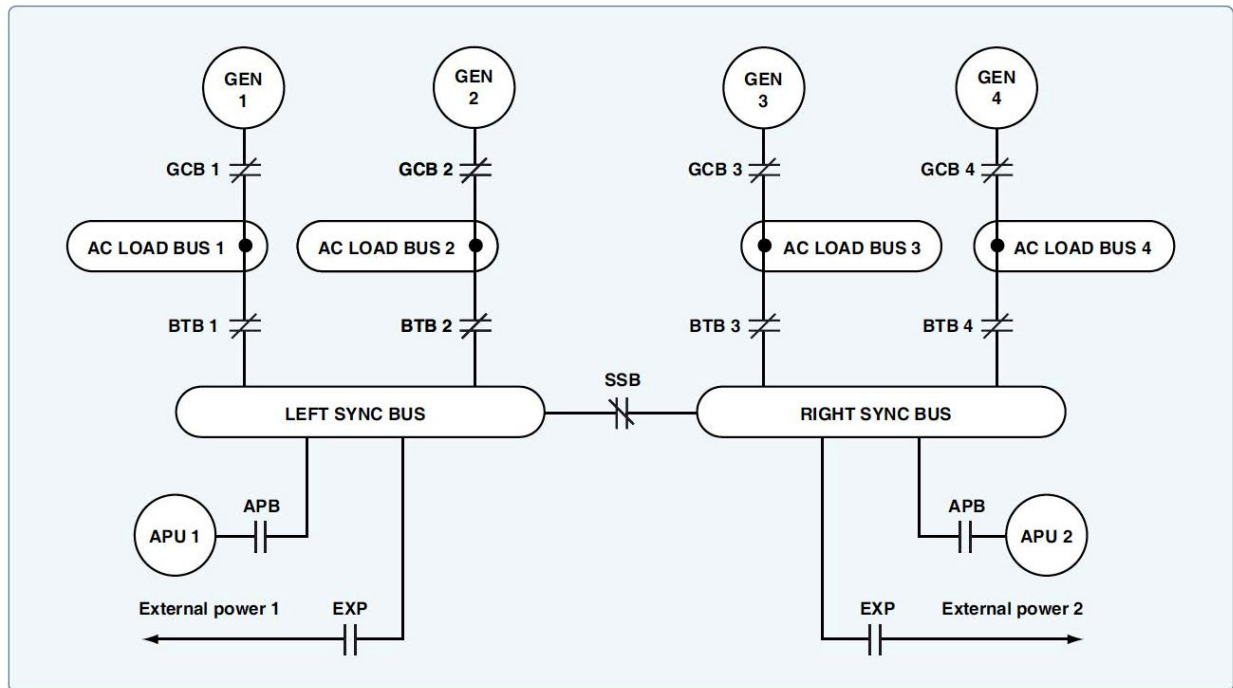 GEN
1
GEN
2
GEN
3
GEN
4
GCB 1
GCB 2
GCB 3
GCB 4
AC LOAD BUS 1
AC LOAD BUS 2
AC LOAD BUS 3
AC LOAD BUS 4
BTB 1
BTB 2
BTB 3
BTB 4
SSB
LEFT SYNC BUS
RIGHT SYNC BUS
APB
APB
APU 1
APU 2
External power 1
EXP
EXP
External power 2